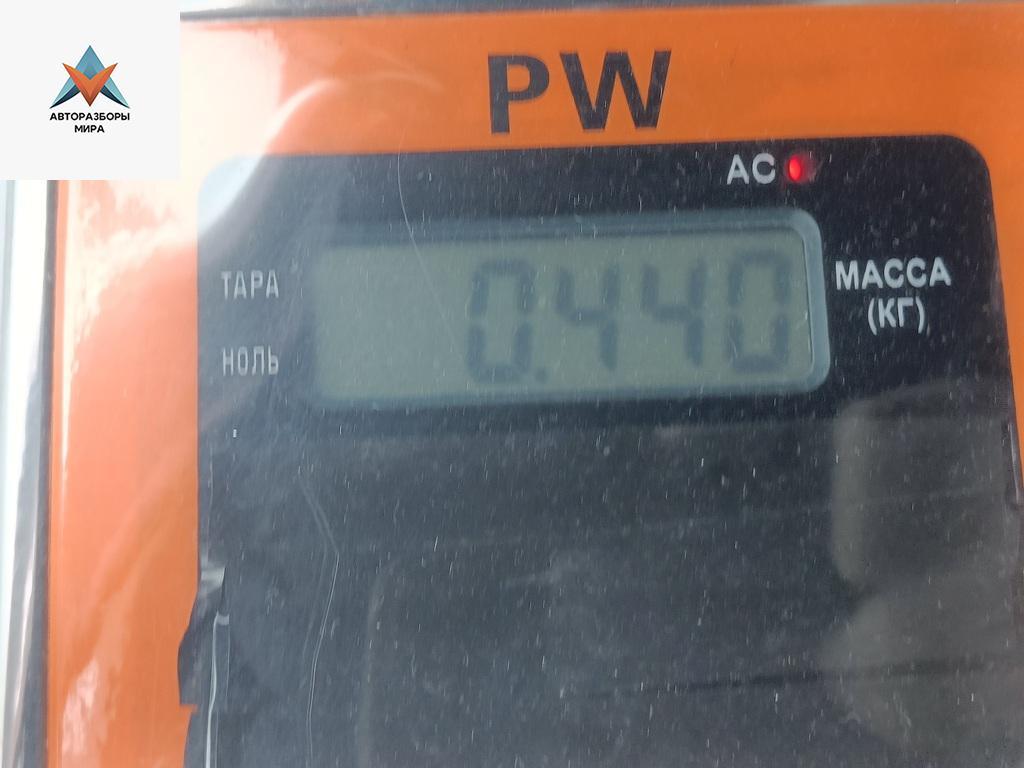 АВТОРАЗБОРЫ
МИРА
PW
AC
ТАРА
НОЛЬ
0.440
МАССА
(КГ)